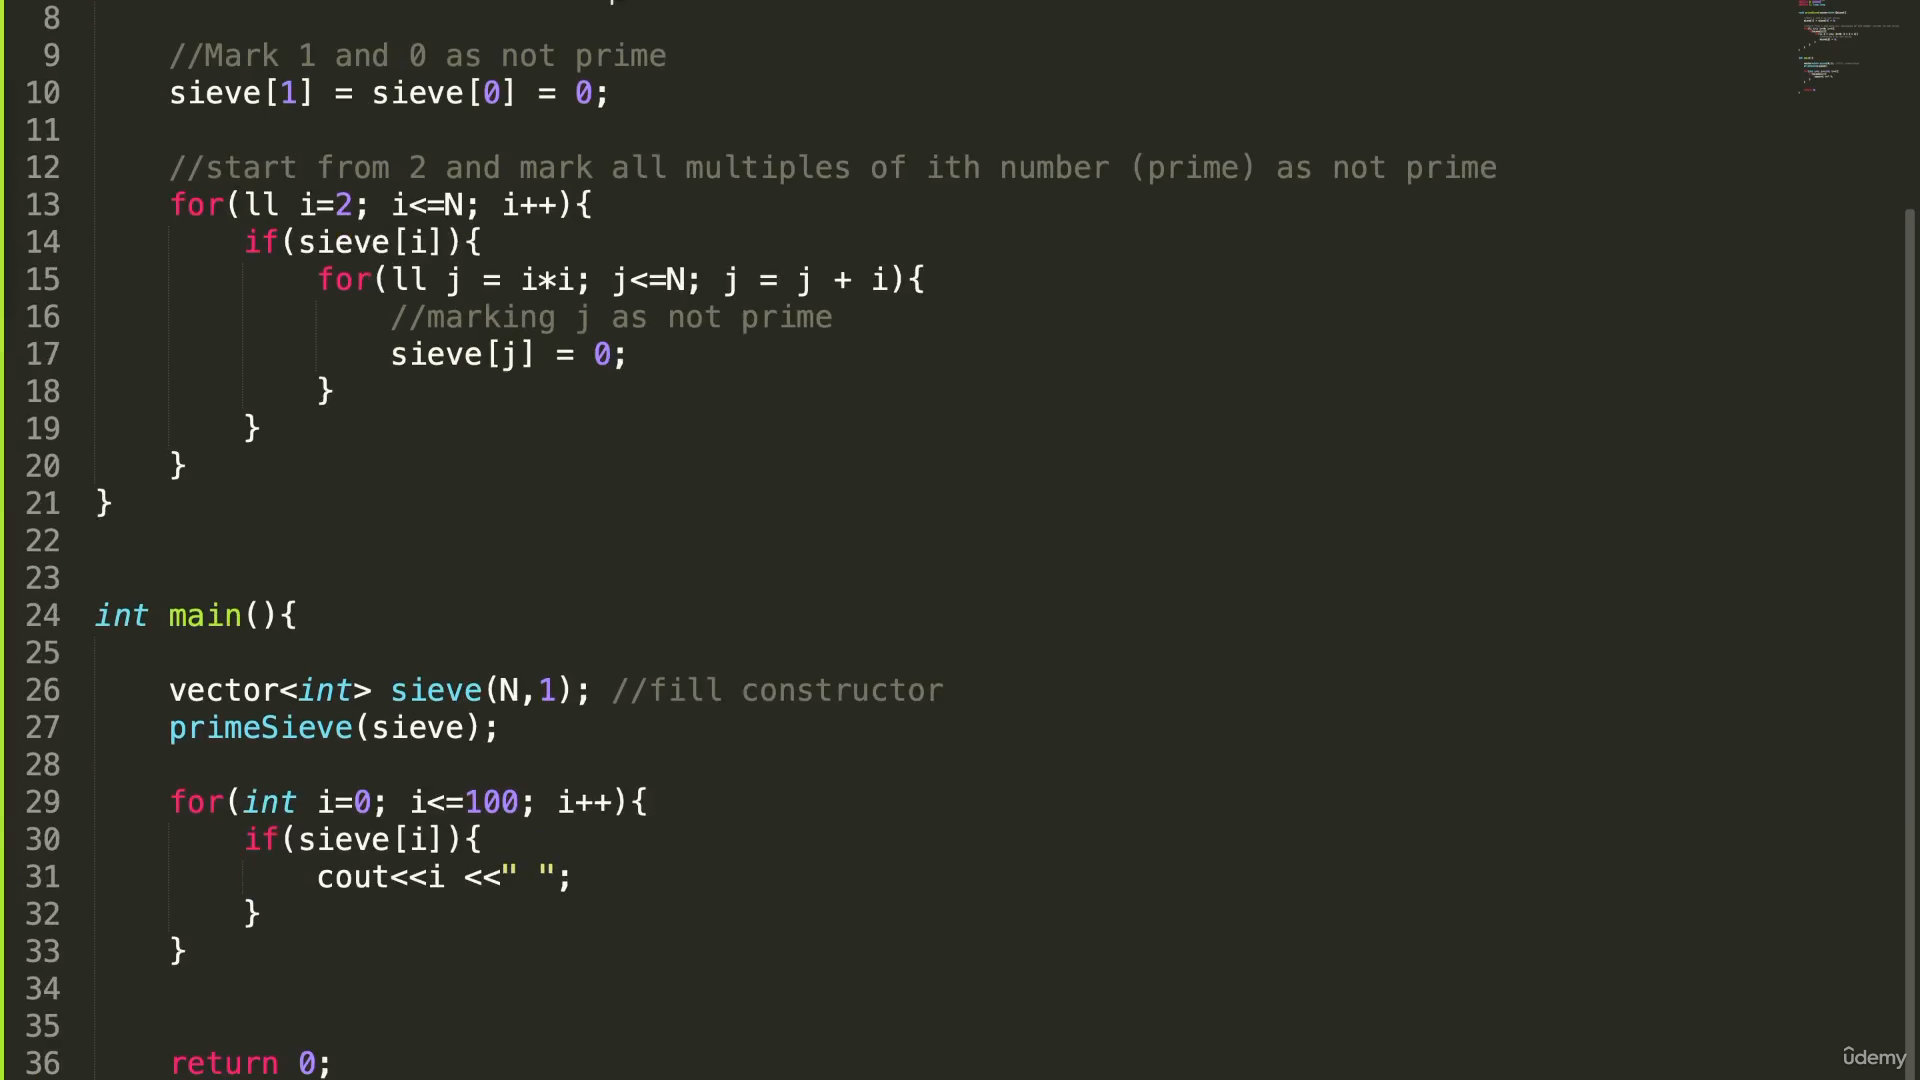 8
9 //Mark 1 and 0 as not prime
10 sieve[1] = sieve[0] = 0;
11
12 //start from 2 and mark all multiples of ith number (prime) as not prime
13 for(ll i=2; i<=N; i++){
14 if(sieve[i]){
15 for(ll j = i*i; j<=N; j = j + i){
16 //marking j as not prime
17 sieve[j] = 0;
18 }
19 }
20 }
21 }
22
23
24 int main(){
25
26 vector<int> sieve(N,1); //fill constructor
27 primeSieve(sieve);
28
29 for(int i=0; i<=100; i++){
30 if(sieve[i]){
31 cout<<i <<" ";
32 }
33 }
34
35
36 return 0;
ûdemy